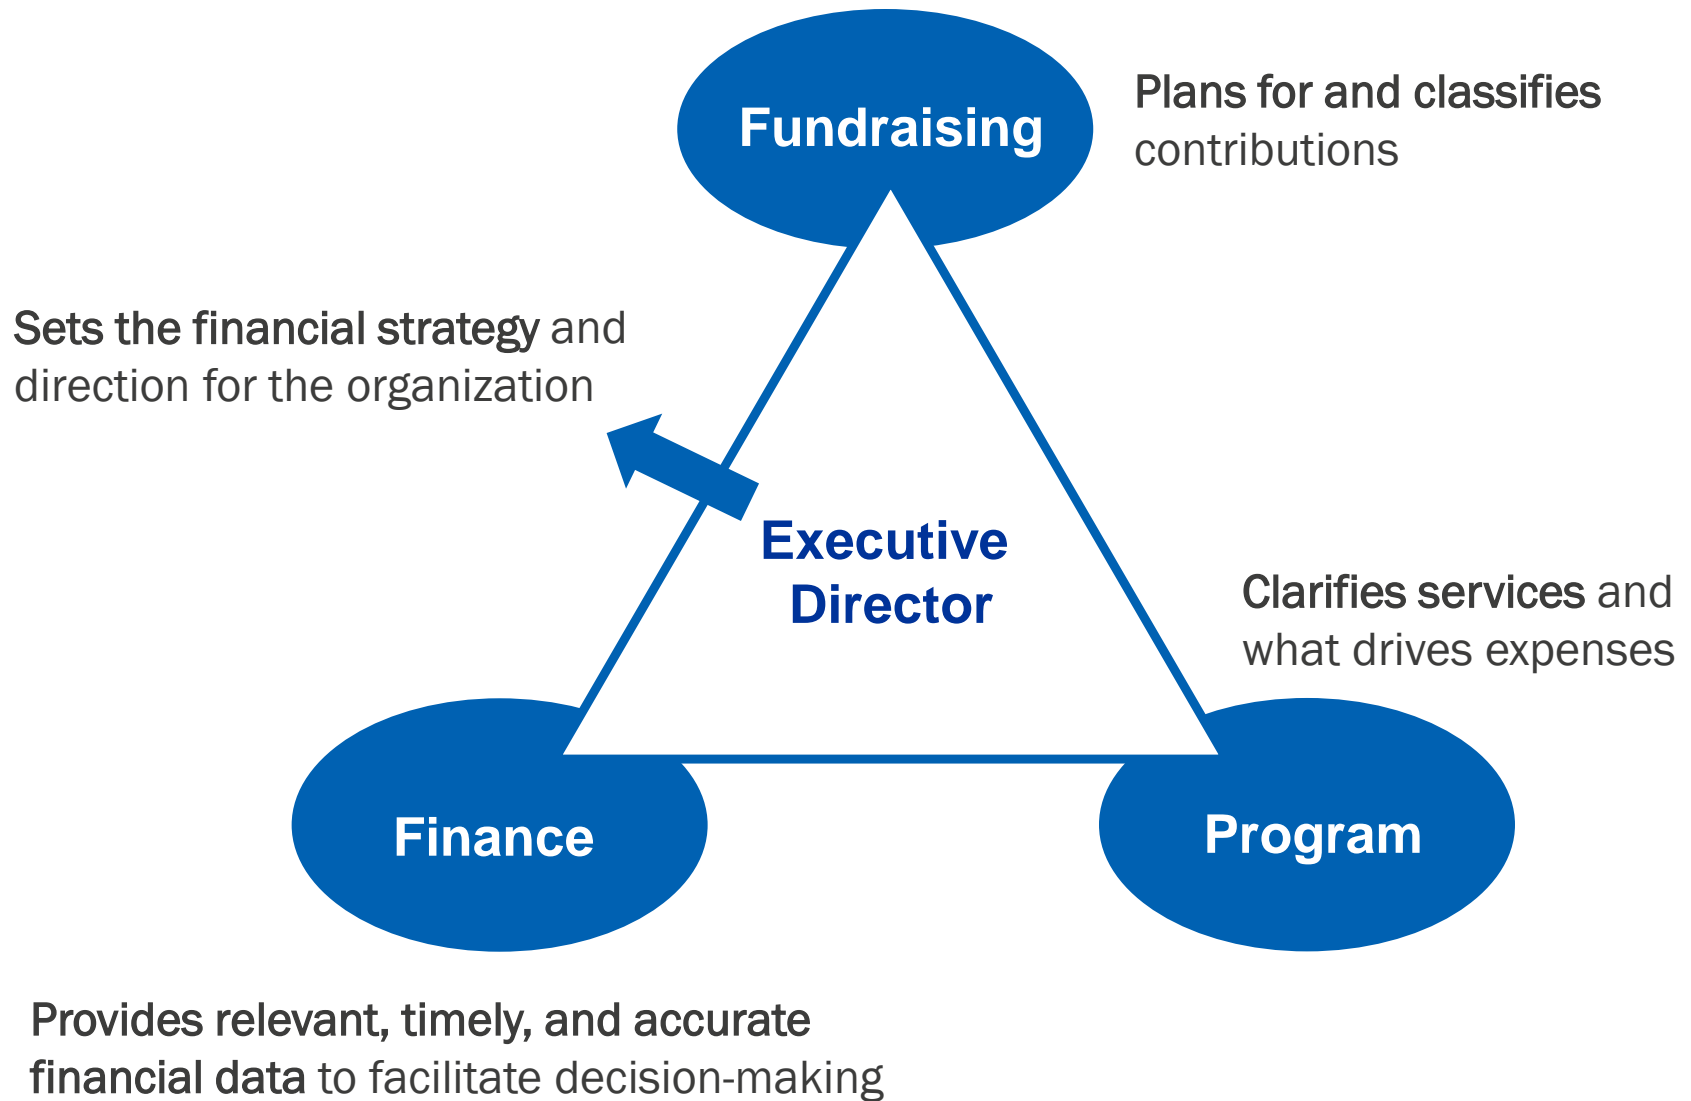 Fundraising
Plans for and classifies
contributions
Sets the financial strategy and
direction for the organization
Executive
Director
Clarifies services and
what drives expenses
Finance
Program
Provides relevant, timely, and accurate
financial data to facilitate decision-making